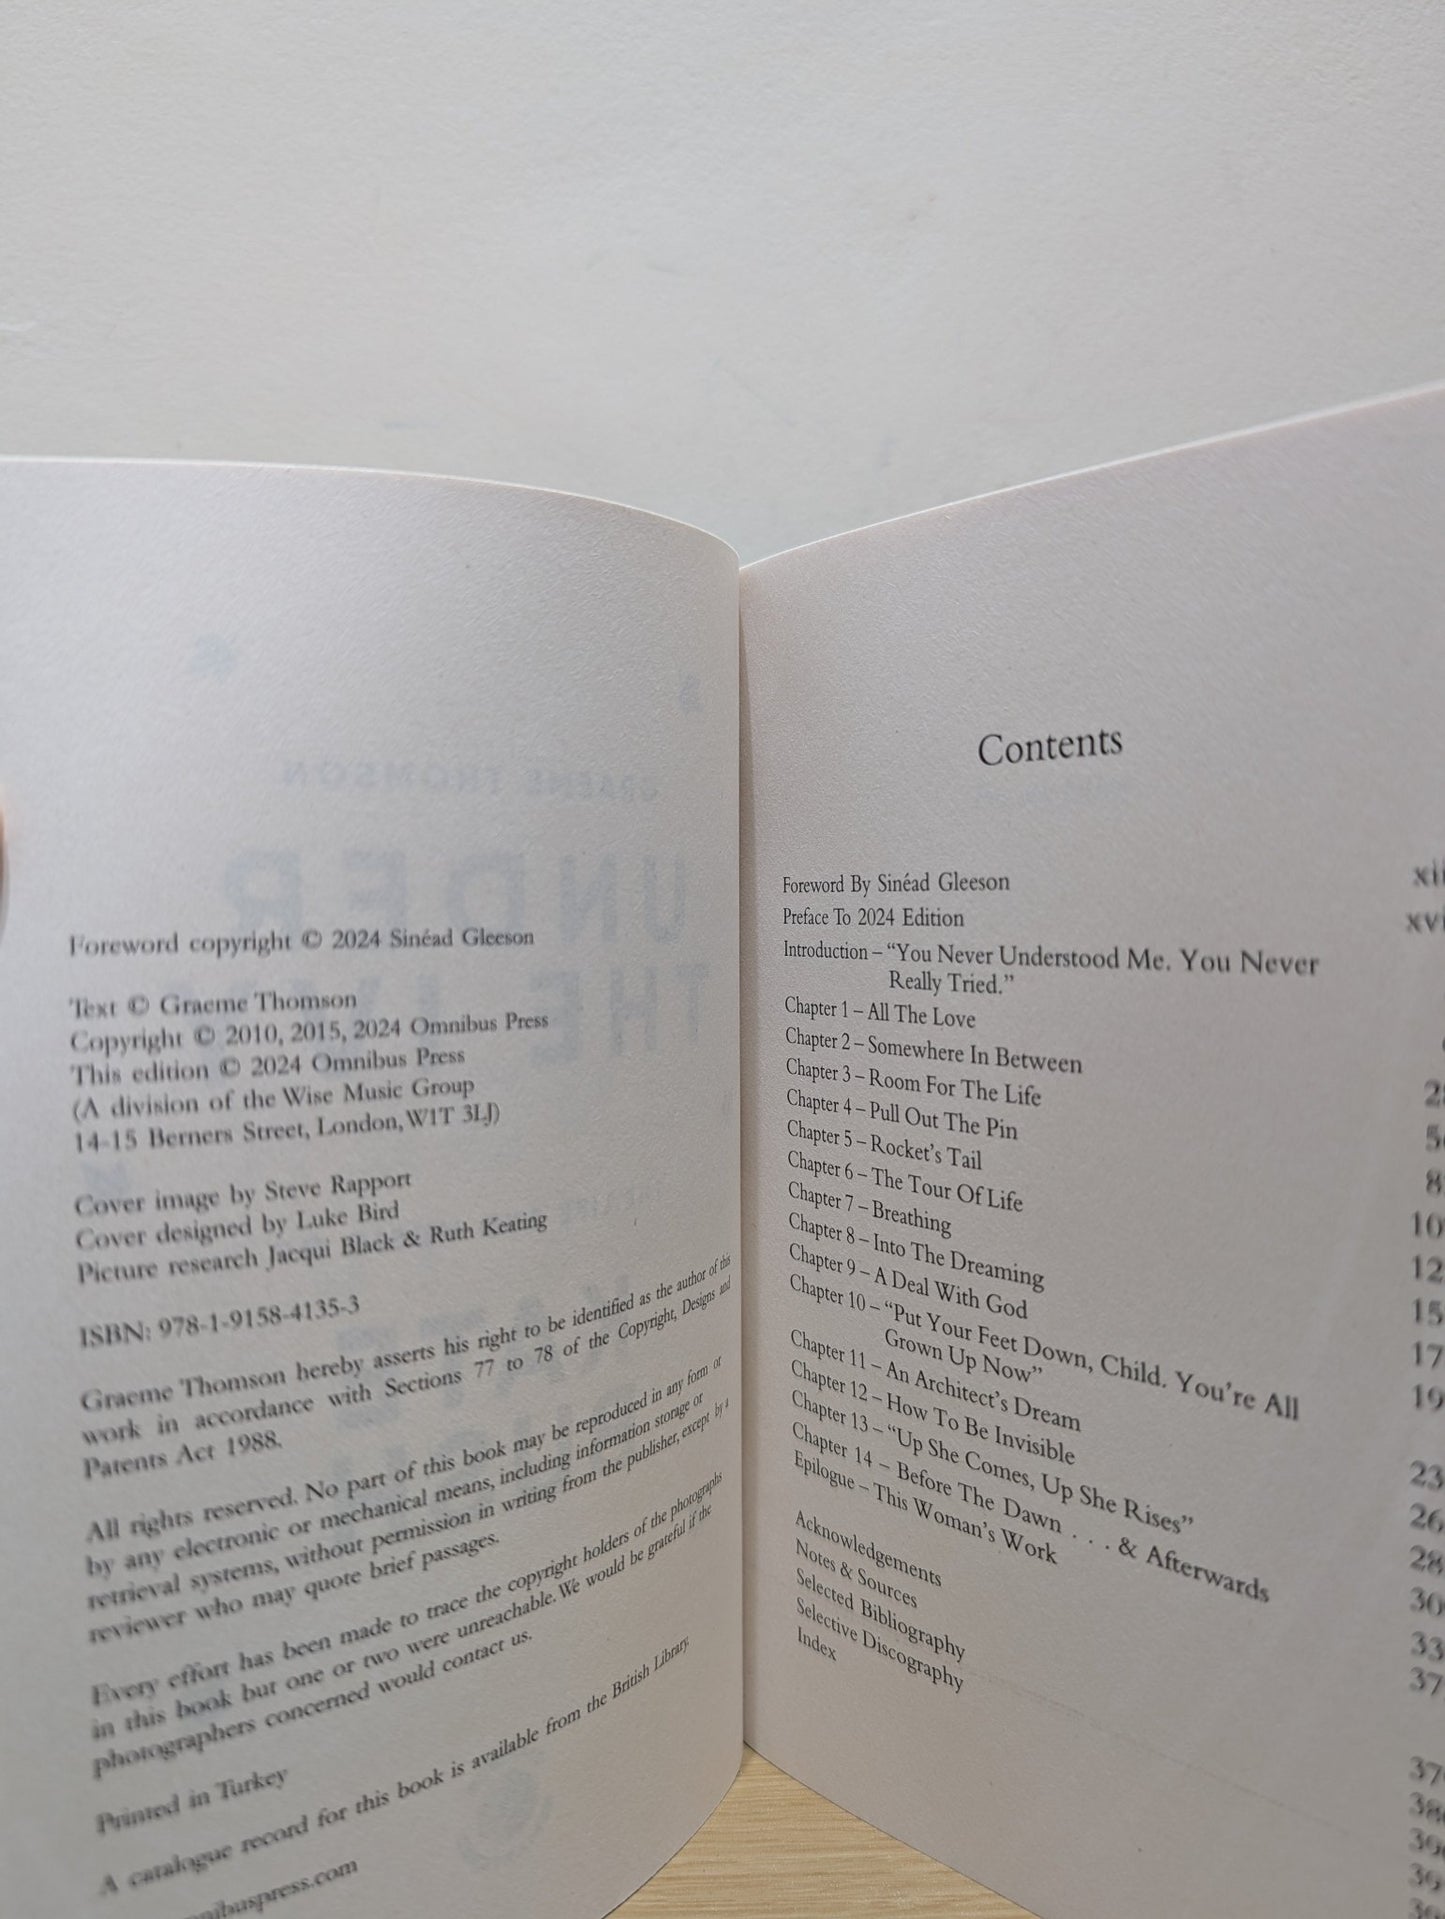 Foreword copyright © 2024 Sinéad Gleeson
Text © Graeme Thomson
Copyright © 2010, 2015, 2024 Omnibus Press
This edition © 2024 Omnibus Press
(A division of the Wise Music Group
14-15 Berners Street, London, W1T 3LJ)
Cover image by Steve Rapport
Cover designed by Luke Bird
Picture research Jacqui Black & Ruth Keating
ISBN: 978-1-9158-4135-3
Graeme Thomson hereby asserts his right to be identified as the author of this
work in accordance with Sections 77 to 78 of the Copyright, Designs and
Patents Act 1988.
All rights reserved. No part of this book may be reproduced in any form or
by any electronic or mechanical means, including information storage or
retrieval systems, without permission in writing from the publisher, except by a
reviewer who may quote brief passages.
Every effort has been made to trace the copyright holders of the photographs
in this book but one or two were unreachable. We would be grateful if the
photographers concerned would contact us.
Printed in Turkey
A catalogue record for this book is available from the British Library.
Contents
Foreword By Sinéad Gleeson
Preface To 2024 Edition
Introduction – “You Never Understood Me. You Never
Really Tried.”
Chapter 1 – All The Love
Chapter 2 – Somewhere In Between
Chapter 3 – Room For The Life
Chapter 4 – Pull Out The Pin
Chapter 5 – Rocket’s Tail
Chapter 6 – The Tour Of Life
Chapter 7 – Breathing
Chapter 8 – Into The Dreaming
Chapter 9 – A Deal With God
Chapter 10 – “Put Your Feet Down, Child. You’re All
Grown Up Now”
Chapter 11 – An Architect’s Dream
Chapter 12 – How To Be Invisible
Chapter 13 – “Up She Comes, Up She Rises”
Chapter 14 – Before The Dawn . . . & Afterwards
Epilogue – This Woman’s Work
Acknowledgements
Notes & Sources
Selected Bibliography
Selective Discography
Index